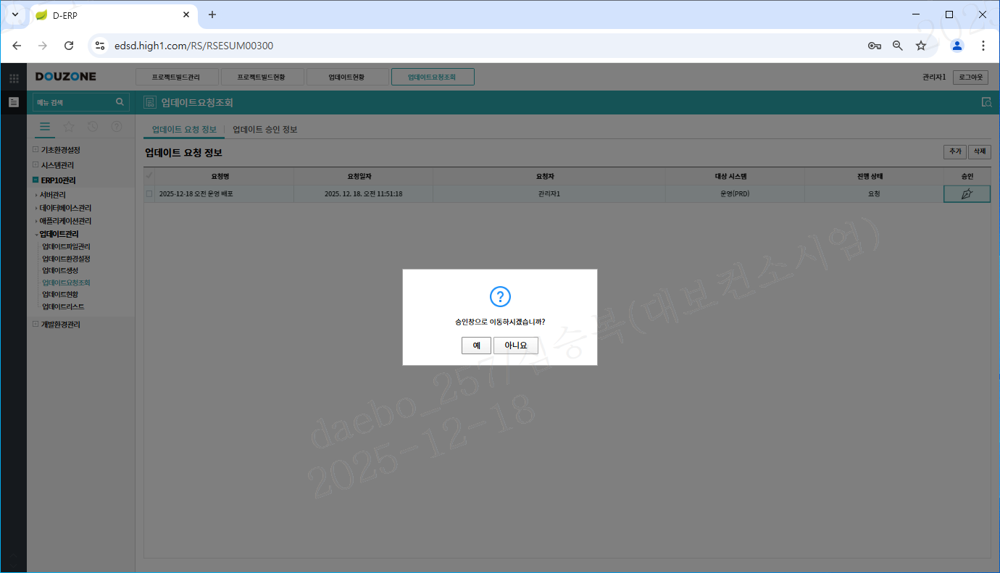 D-ERP
edsd.high1.com/RS/RSESUM00300
DOUZONE
프로젝트빌드관리
프로젝트빌드현황
업데이트현황
업데이트요청조회
관리자1
로그아웃
메뉴 검색
업데이트요청조회
기초환경설정
시스템관리
ERP10관리
서버관리
데이터베이스관리
애플리케이션관리
업데이트관리
업데이트파일관리
업데이트환경설정
업데이트생성
업데이트요청조회
업데이트현황
업데이트리스트
개발환경관리
업데이트 요청 정보
업데이트 승인 정보
업데이트 요청 정보
추가
삭제
요청명 요청일자 요청자 대상 시스템 진행 상태 승인
2025-12-18 오전 운영 배포 2025. 12. 18. 오전 11:51:18 관리자1 운영(PRD) 요청
?
승인창으로 이동하시겠습니까?
예
아니요
daebo_257/심승복(대보컨소시엄)
2025-12-18